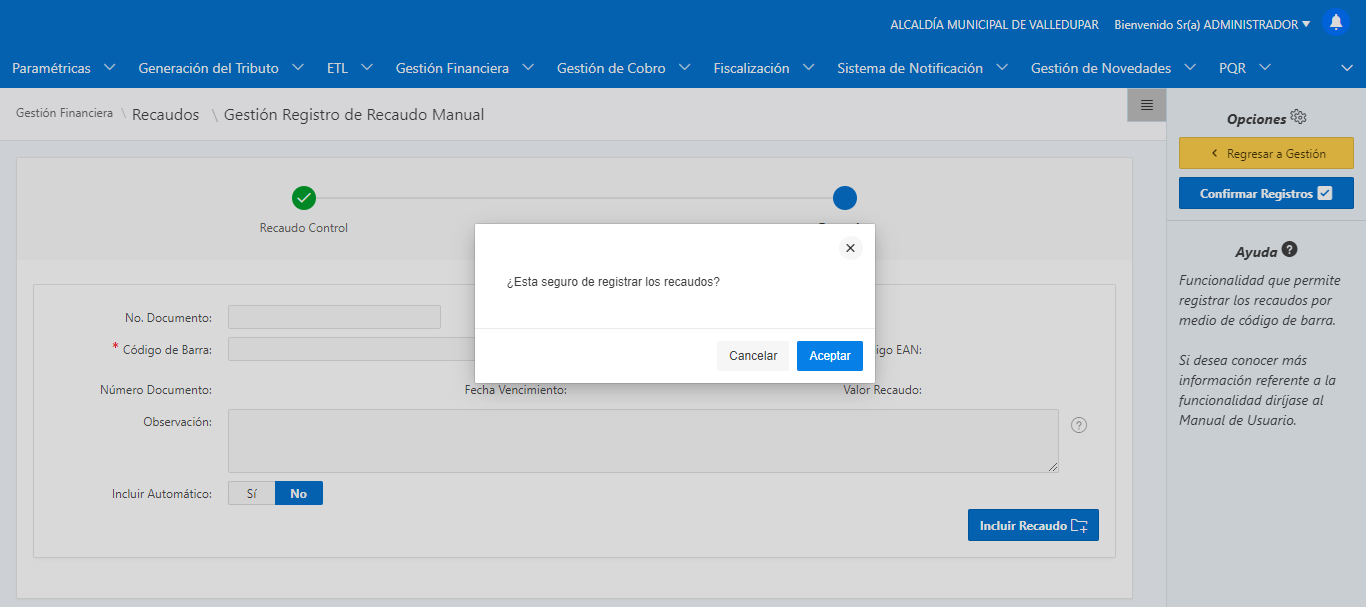 ALCALDÍA MUNICIPAL DE VALLEDUPAR Bienvenido Sr(a) ADMINISTRADOR
Paramétricas Generación del Tributo ETL Gestión Financiera Gestión de Cobro Fiscalización Sistema de Notificación Gestión de Novedades PQR
Gestión Financiera \ Recaudos \ Gestión Registro de Recaudo Manual
Opciones
Regresar a Gestión
Confirmar Registros
Ayuda
Funcionalidad que permite
registrar los recaudos por
medio de código de barra.
Si desea conocer más
información referente a la
funcionalidad diríjase al
Manual de Usuario.
Recaudo Control
¿Esta seguro de registrar los recaudos?
Cancelar Aceptar
No. Documento:
* Código de Barra: EAN:
Número Documento: Fecha Vencimiento: Valor Recaudo:
Observación:
Incluir Automático: Sí No
Incluir Recaudo